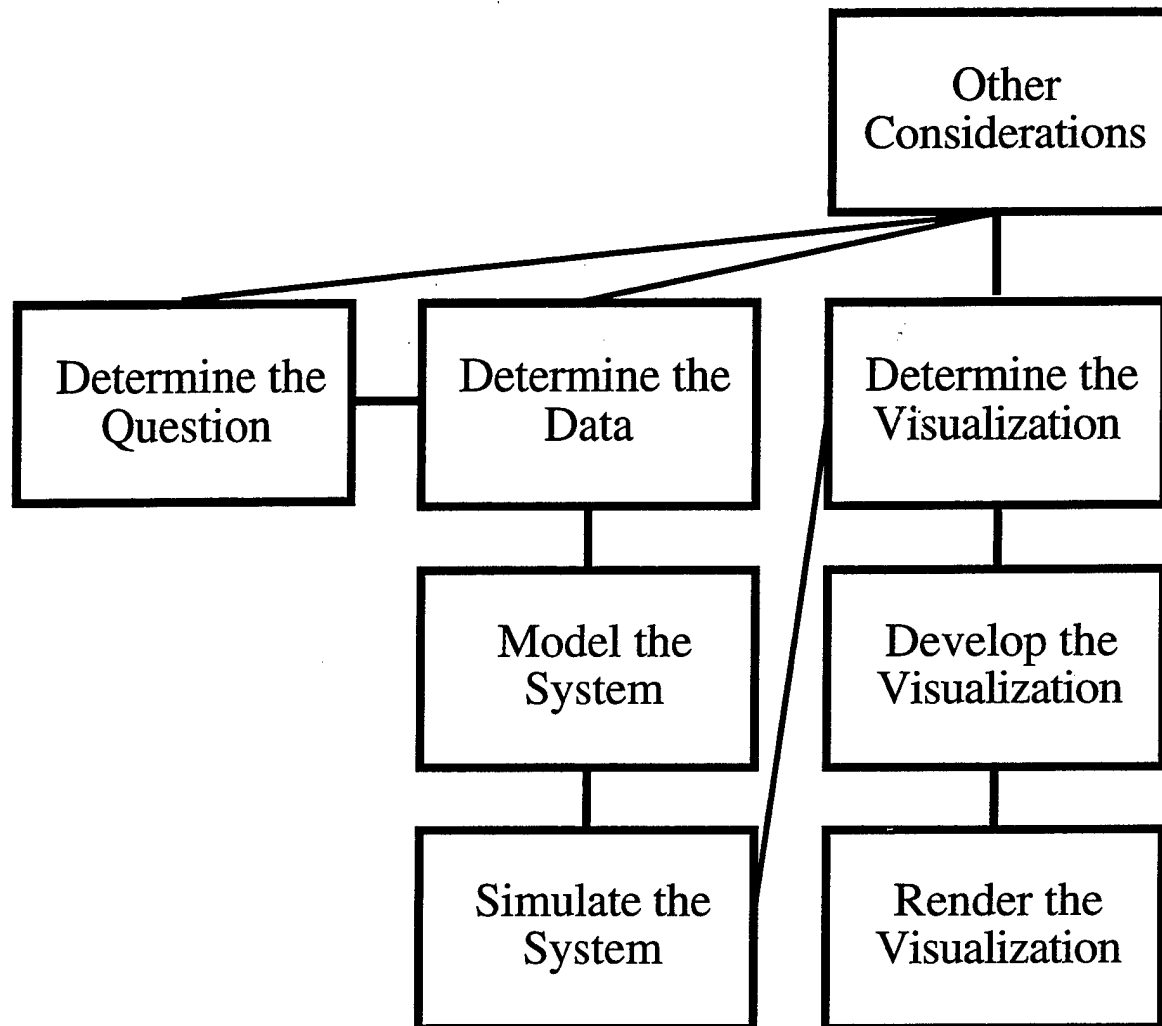 Other
Considerations
Determine the
Question
Determine the
Data
Determine the
Visualization
Model the
System
Develop the
Visualization
Simulate the
System
Render the
Visualization